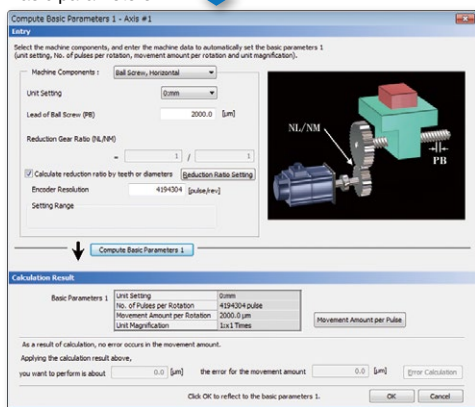 Compute Basic Parameters 1 - Axis #1
Entry
Select the machine components, and enter the machine data to automatically set the basic parameters 1
(unit setting, No. of pulses per rotation, movement amount per rotation and unit magnification).
Machine Components : Ball Screw, Horizontal
Unit Setting 0:mm
Lead of Ball Screw (PB) 2000.0 [µm]
Reduction Gear Ratio (NL/NM)
= 1 / 1
Calculate reduction ratio by teeth or diameters Reduction Ratio Setting
Encoder Resolution 4194304 [pulse/rev]
Setting Range
NL/NM
PB
Compute Basic Parameters 1
Calculation Result
Basic Parameters 1
Unit Setting 0:mm
No. of Pulses per Rotation 4194304 pulse
Movement Amount per Rotation 2000.0 µm
Unit Magnification 1:x1 Times
Movement Amount per Pulse
As a result of calculation, no error occurs in the movement amount.
Applying the calculation result above,
you want to perform is about 0.0 [µm] the error for the movement amount 0.0 [µm] Error Calculation
Click OK to reflect to the basic parameters 1. OK Cancel